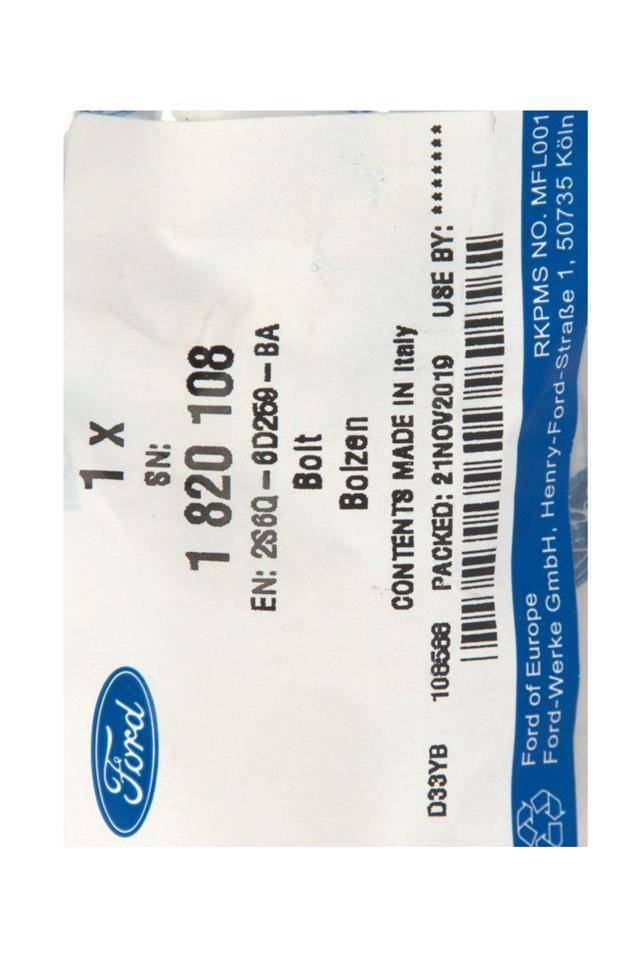 Ford
1 x
SN:
1 820 108
EN: 2S6Q-6D259-BA
Bolt
Bolzen
CONTENTS MADE IN Italy
D33YB PACKED: 21NOV2019 USE BY: *******
RKPMS NO. MFL001
Ford of Europe
Ford-Werke GmbH, Henry-Ford-Straße 1, 50735 Köln